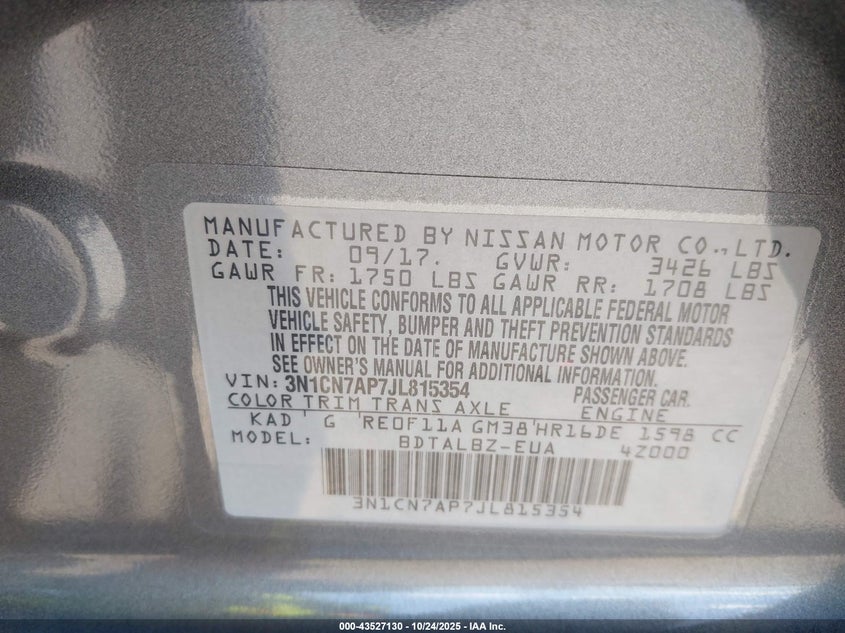 MANUFACTURED BY NISSAN MOTOR CO., LTD.
DATE: 09/17. GVWR: 3426 LBS
GAWR FR: 1750 LBS GAWR RR: 1708 LBS
THIS VEHICLE CONFORMS TO ALL APPLICABLE FEDERAL MOTOR
VEHICLE SAFETY, BUMPER AND THEFT PREVENTION STANDARDS
IN EFFECT ON THE DATE OF MANUFACTURE SHOWN ABOVE.
SEE OWNER'S MANUAL FOR ADDITIONAL INFORMATION.
VIN: 3N1CN7AP7JL815354 PASSENGER CAR.
COLOR TRIM TRANS AXLE ENGINE
KAD G RE0F11A GM38 HR16DE 1598 CC
MODEL: BDTALBZ-EUA 4Z000
3N1CN7AP7JL815354
000-43527130 - 10/24/2025 - IAA Inc.